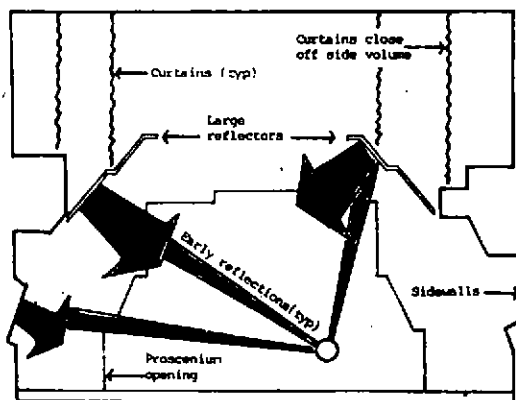 Curtains close
off side volume
Curtains (typ)
Large
reflectors
Early reflections(typ)
Sidewalls
Proscenium
opening